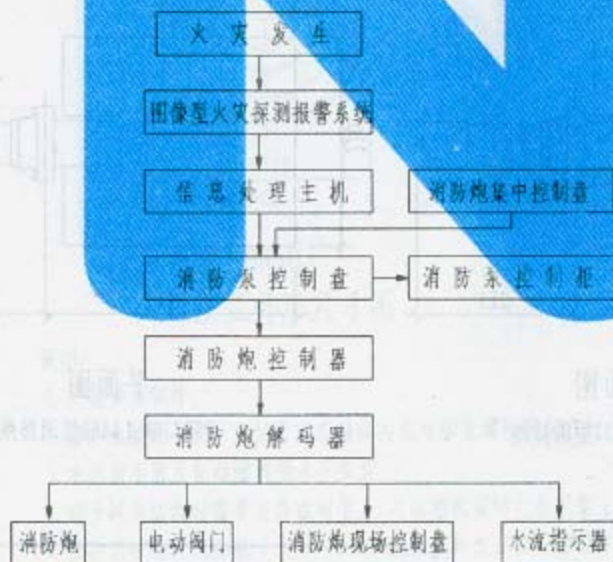 火灾发生
图像型火灾探测报警系统
信息处理主机 消防炮集中控制盘
消防泵控制盘 消防泵控制柜
消防炮控制器
消防炮解码器
消防炮 电动阀门 消防炮现场控制盘 水流指示器